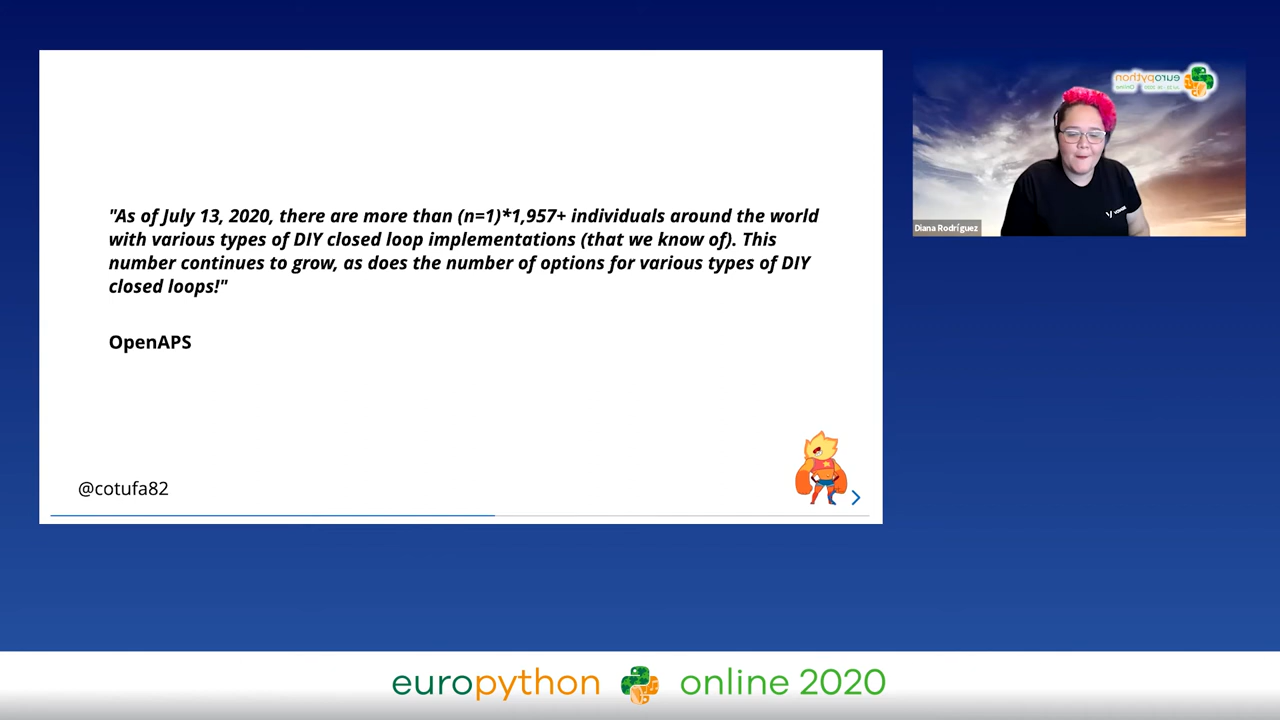 "As of July 13, 2020, there are more than (n=1)*1,957+ individuals around the world
with various types of DIY closed loop implementations (that we know of). This
number continues to grow, as does the number of options for various types of DIY
closed loops!"
OpenAPS
@cotufa82
europython
Diana Rodríguez
europython online 2020